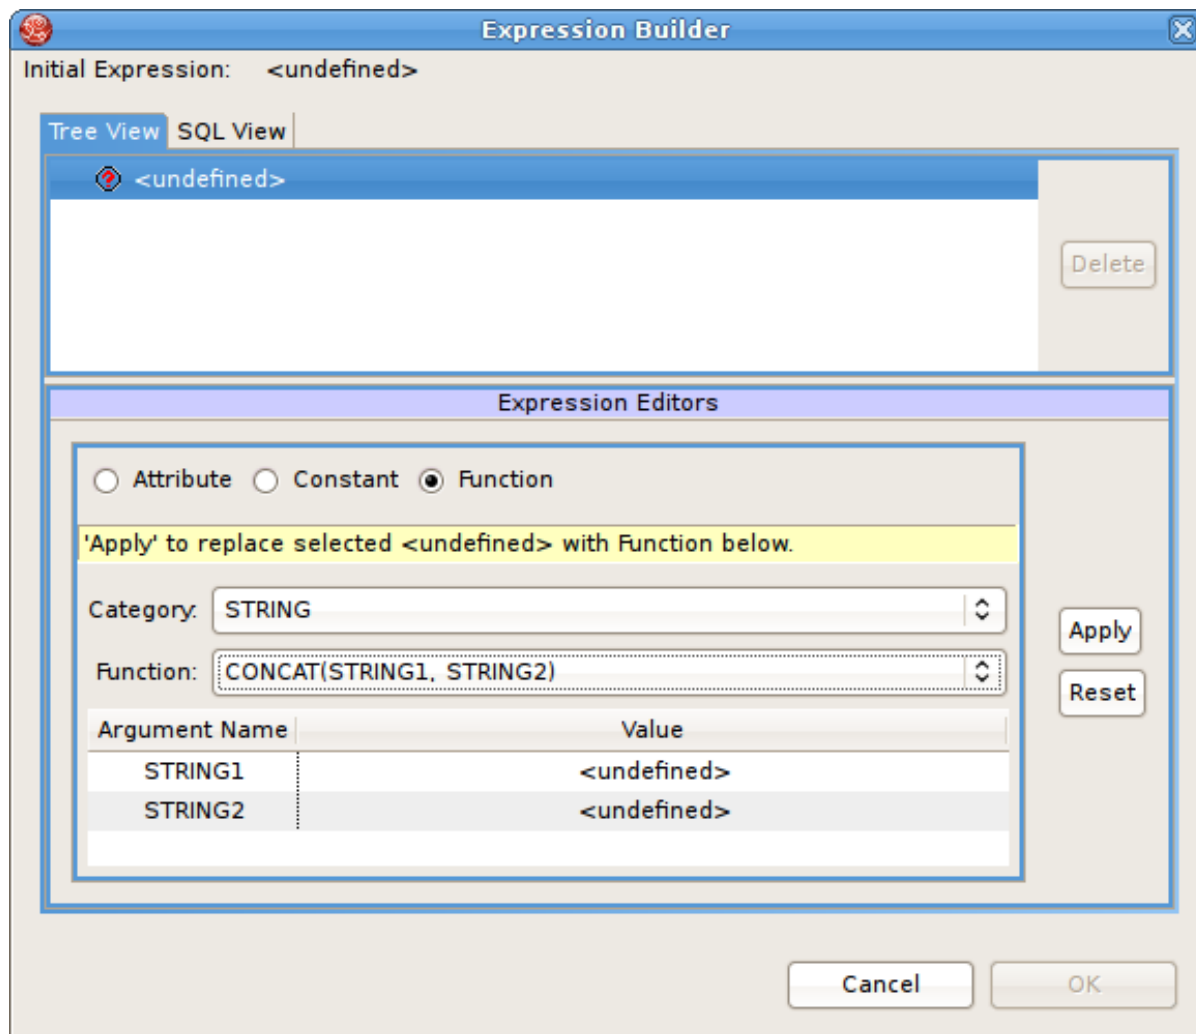 Expression Builder
Initial Expression: <undefined>
Tree View SQL View
<undefined>
Delete
Expression Editors
Attribute Constant Function
'Apply' to replace selected <undefined> with Function below.
Category: STRING
Apply
Function: CONCAT(STRING1, STRING2)
Reset
Argument Name Value
STRING1 <undefined>
STRING2 <undefined>
Cancel OK